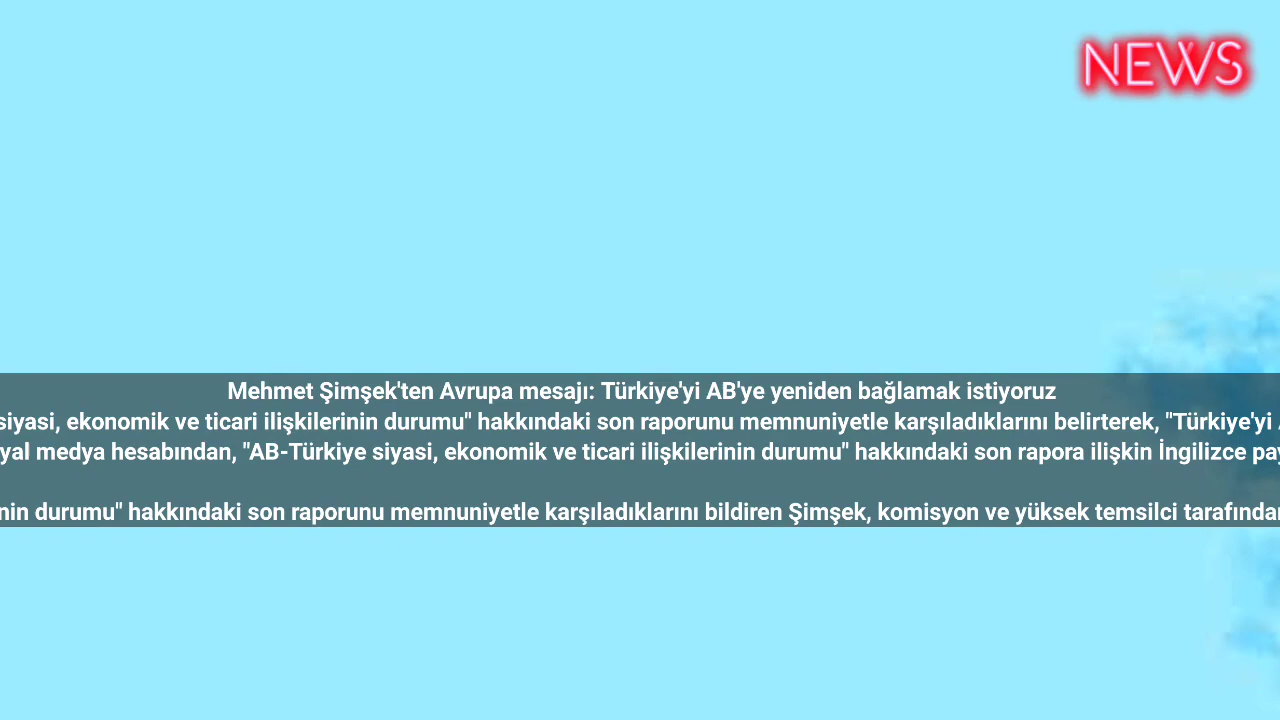 NEWS
Mehmet Şimşek'ten Avrupa mesajı: Türkiye'yi AB'ye yeniden bağlamak istiyoruz
siyasi, ekonomik ve ticari ilişkilerinin durumu" hakkındaki son raporunu memnuniyetle karşıladıklarını belirterek, "Türkiye'yi
yal medya hesabından, "AB-Türkiye siyasi, ekonomik ve ticari ilişkilerinin durumu" hakkındaki son rapora ilişkin İngilizce pay
nin durumu" hakkındaki son raporunu memnuniyetle karşıladıklarını bildiren Şimşek, komisyon ve yüksek temsilci tarafından